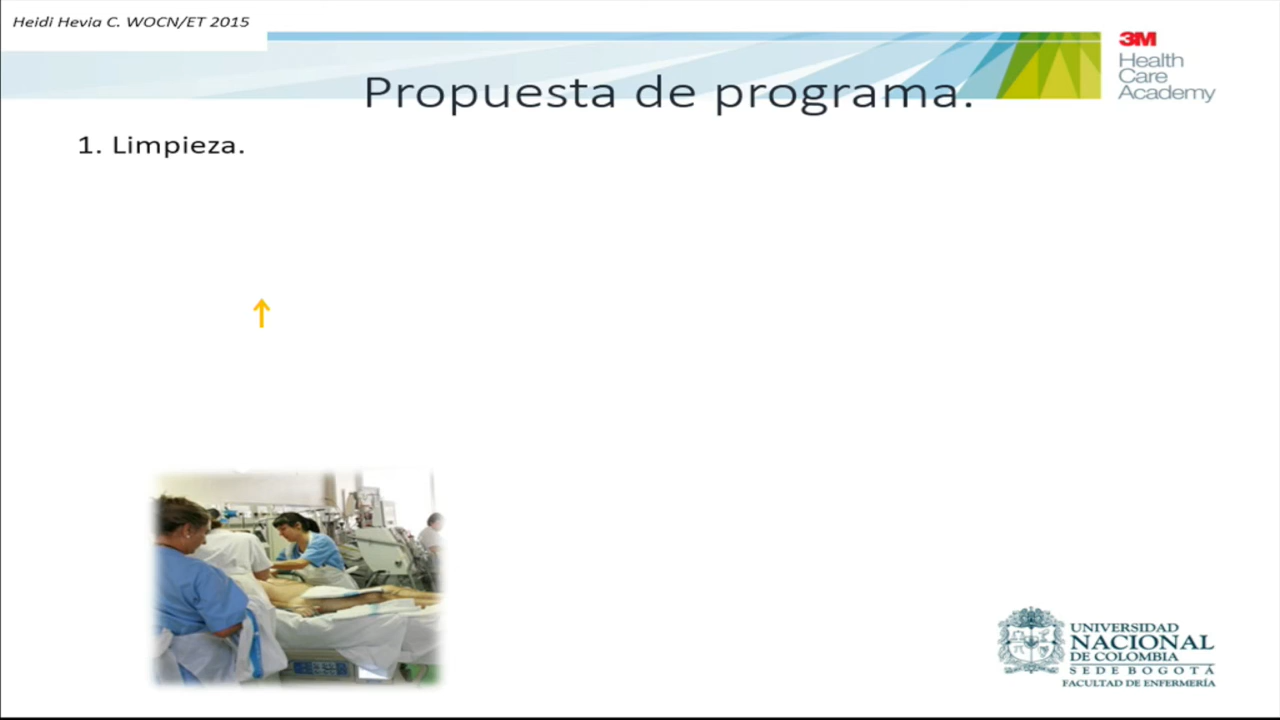 Heidi Hevia C. WOCN/ET 2015
3M
Health
Care
Academy
Propuesta de programa.
1. Limpieza.
UNIVERSIDAD
NACIONAL
DE COLOMBIA
SEDE BOGOTÁ
FACULTAD DE ENFERMERÍA